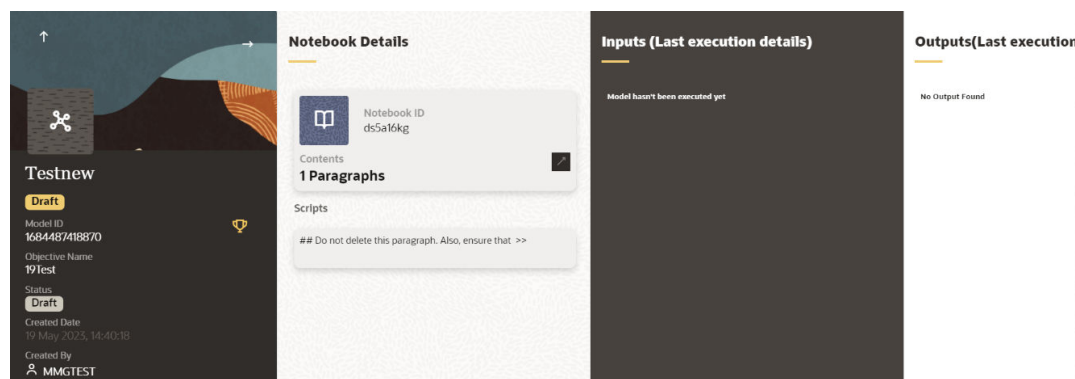 Testnew
Draft
Model ID
1684487418870
Objective Name
19Test
Status
Draft
Created Date
19 May 2023, 14:40:18
Created By
MMGTEST
Notebook Details
Notebook ID
ds5a16kg
Contents
1 Paragraphs
Scripts
## Do not delete this paragraph. Also, ensure that >>
Inputs (Last execution details)
Model hasn't been executed yet
Outputs(Last execution
No Output Found